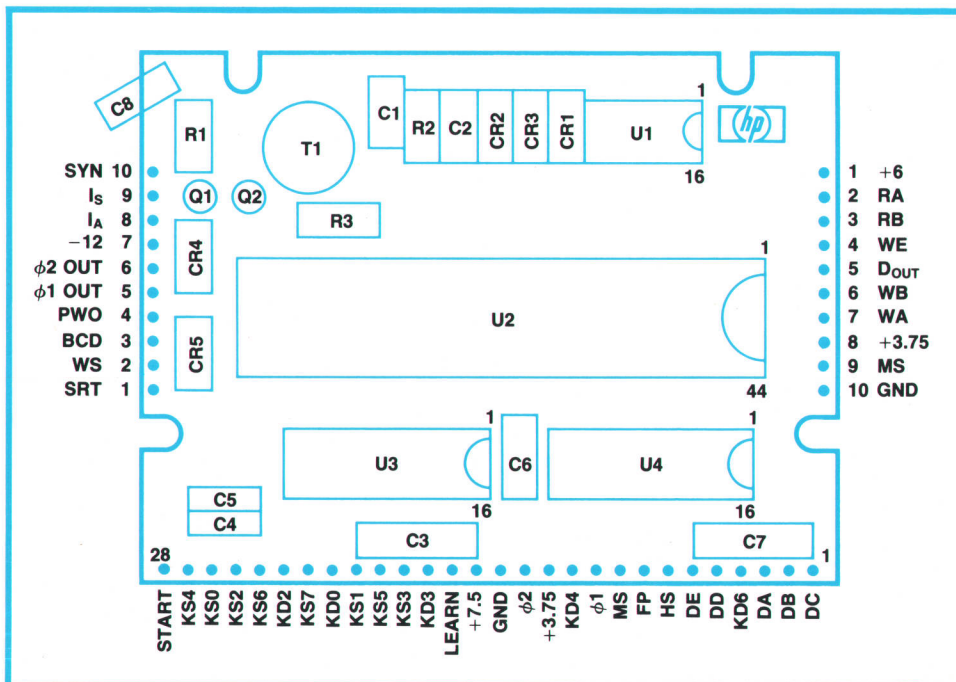 C8
R1
T1
C1
R2
C2
CR2
CR3
CR1
U1
1
16
hp
SYN 10
I_S 9
I_A 8
−12 7
ϕ2 OUT 6
ϕ1 OUT 5
PWO 4
BCD 3
WS 2
SRT 1
Q1
Q2
R3
CR4
CR5
U2
1
44
1 +6
2 RA
3 RB
4 WE
5 D_OUT
6 WB
7 WA
8 +3.75
9 MS
10 GND
U3
1
16
C6
U4
1
16
C5
C4
C3
C7
28
1
START
KS4
KS0
KS2
KS6
KD2
KS7
KD0
KS1
KS5
KS3
KD3
LEARN
+7.5
GND
ϕ2
+3.75
KD4
ϕ1
MS
FP
HS
DE
DD
KD6
DA
DB
DC